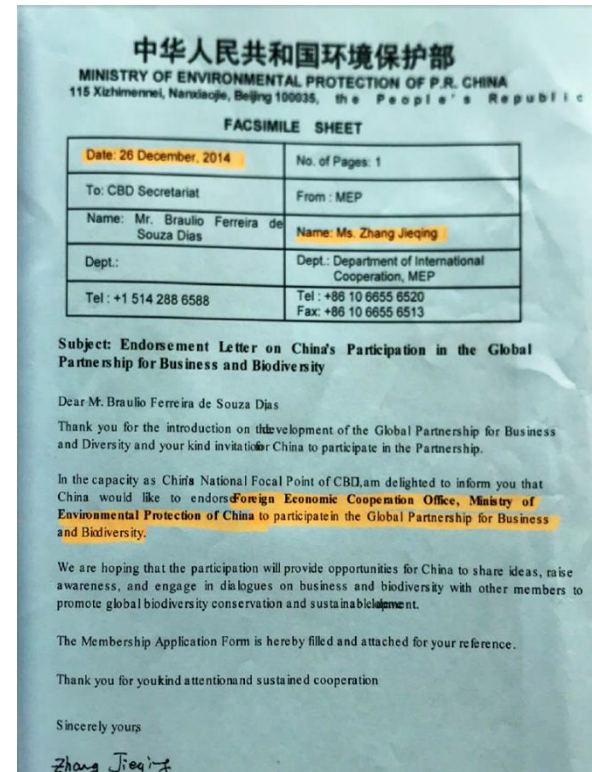 中华人民共和国环境保护部
MINISTRY OF ENVIRONMENTAL PROTECTION OF P.R. CHINA
115 Xizhimennei, Nanxiaojie, Beijing 100035, the People's Republic
FACSIMILE SHEET
Date: 26 December, 2014
No. of Pages: 1
To: CBD Secretariat
From : MEP
Name: Mr. Braulio Ferreira de
Souza Dias
Name: Ms. Zhang Jieqing
Dept.:
Dept.: Department of International
Cooperation, MEP
Tel : +1 514 288 6588
Tel : +86 10 6655 6520
Fax: +86 10 6655 6513
Subject: Endorsement Letter on China's Participation in the Global
Partnership for Business and Biodiversity
Dear Mr. Braulio Ferreira de Souza Dias
Thank you for the introduction on the development of the Global Partnership for Business
and Diversity and your kind invitation for China to participate in the Partnership.
In the capacity as China's National Focal Point of CBD, am delighted to inform you that
China would like to endorse Foreign Economic Cooperation Office, Ministry of
Environmental Protection of China to participate in the Global Partnership for Business
and Biodiversity.
We are hoping that the participation will provide opportunities for China to share ideas, raise
awareness, and engage in dialogues on business and biodiversity with other members to
promote global biodiversity conservation and sustainable
The Membership Application Form is hereby filled and attached for your reference.
Thank you for you kind attention and sustained cooperation
Sincerely yours
Zhang Jieqing